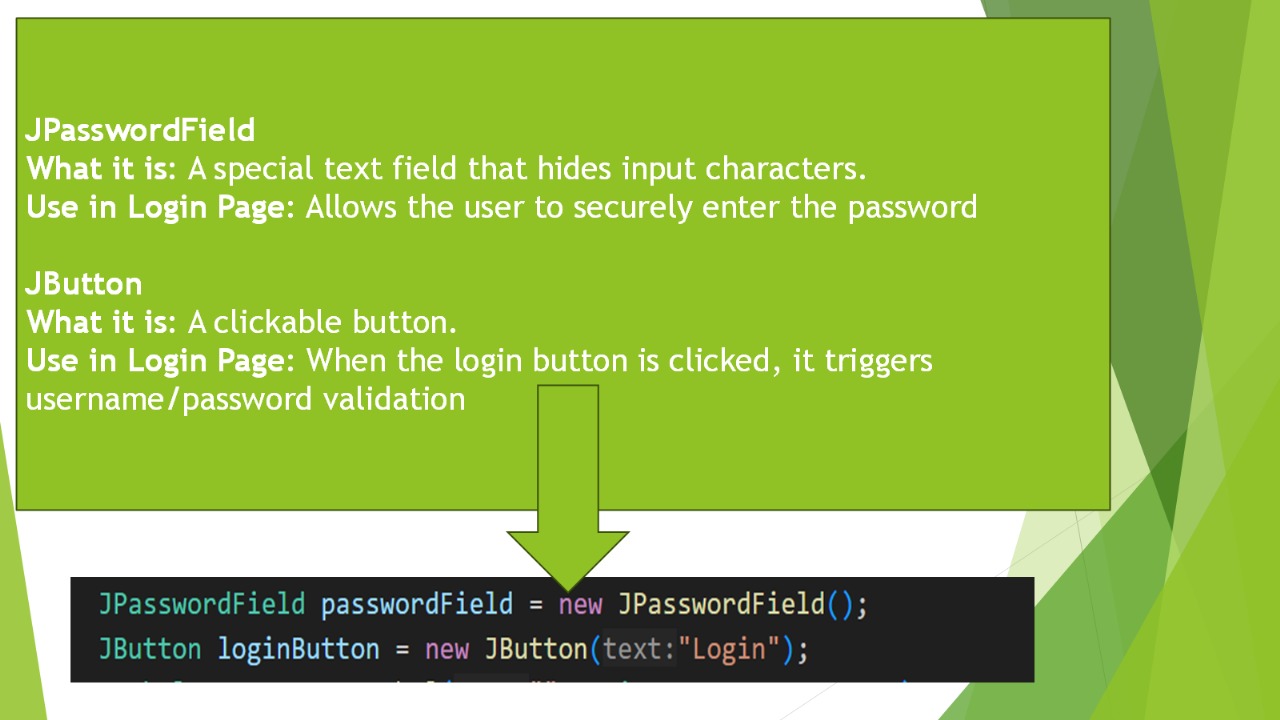 JPasswordField
What it is: A special text field that hides input characters.
Use in Login Page: Allows the user to securely enter the password
JButton
What it is: A clickable button.
Use in Login Page: When the login button is clicked, it triggers
username/password validation
JPasswordField passwordField = new JPasswordField();
JButton loginButton = new JButton(text:"Login");